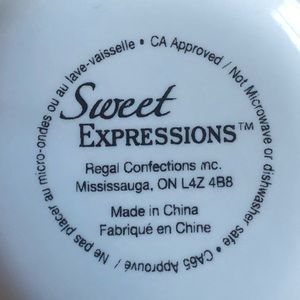 • CA Approved / Not Microwave or dishwasher safe • CA65 Approuvé / Ne pas placer au micro-ondes ou au lave-vaisselle
Sweet
EXPRESSIONS™
Regal Confections Inc.
Mississauga, ON L4Z 4B8
Made in China
Fabriqué en Chine